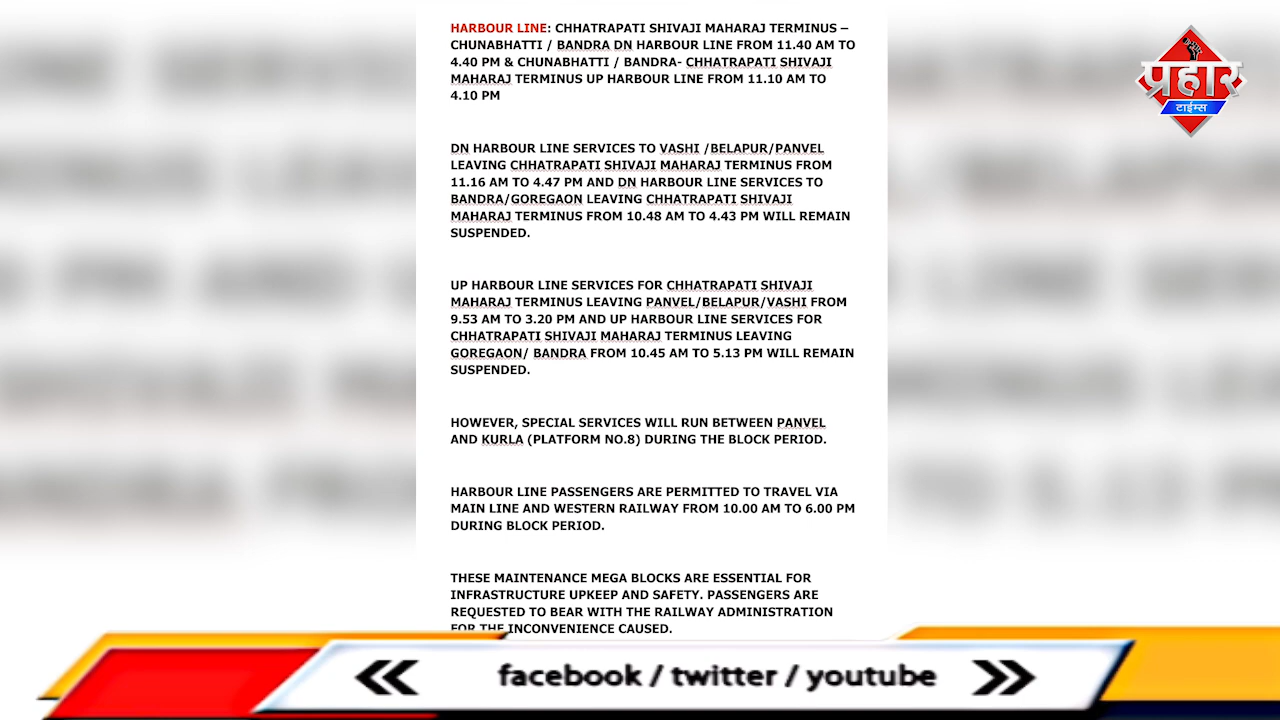 HARBOUR LINE: CHHATRAPATI SHIVAJI MAHARAJ TERMINUS –
CHUNABHATTI / BANDRA DN HARBOUR LINE FROM 11.40 AM TO
4.40 PM & CHUNABHATTI / BANDRA- CHHATRAPATI SHIVAJI
MAHARAJ TERMINUS UP HARBOUR LINE FROM 11.10 AM TO
4.10 PM
DN HARBOUR LINE SERVICES TO VASHI /BELAPUR/PANVEL
LEAVING CHHATRAPATI SHIVAJI MAHARAJ TERMINUS FROM
11.16 AM TO 4.47 PM AND DN HARBOUR LINE SERVICES TO
BANDRA/GOREGAON LEAVING CHHATRAPATI SHIVAJI
MAHARAJ TERMINUS FROM 10.48 AM TO 4.43 PM WILL REMAIN
SUSPENDED.
UP HARBOUR LINE SERVICES FOR CHHATRAPATI SHIVAJI
MAHARAJ TERMINUS LEAVING PANVEL/BELAPUR/VASHI FROM
9.53 AM TO 3.20 PM AND UP HARBOUR LINE SERVICES FOR
CHHATRAPATI SHIVAJI MAHARAJ TERMINUS LEAVING
GOREGAON/ BANDRA FROM 10.45 AM TO 5.13 PM WILL REMAIN
SUSPENDED.
HOWEVER, SPECIAL SERVICES WILL RUN BETWEEN PANVEL
AND KURLA (PLATFORM NO.8) DURING THE BLOCK PERIOD.
HARBOUR LINE PASSENGERS ARE PERMITTED TO TRAVEL VIA
MAIN LINE AND WESTERN RAILWAY FROM 10.00 AM TO 6.00 PM
DURING BLOCK PERIOD.
THESE MAINTENANCE MEGA BLOCKS ARE ESSENTIAL FOR
INFRASTRUCTURE UPKEEP AND SAFETY. PASSENGERS ARE
REQUESTED TO BEAR WITH THE RAILWAY ADMINISTRATION
FOR THE INCONVENIENCE CAUSED.
प्रहार
टाईम्स
facebook / twitter / youtube